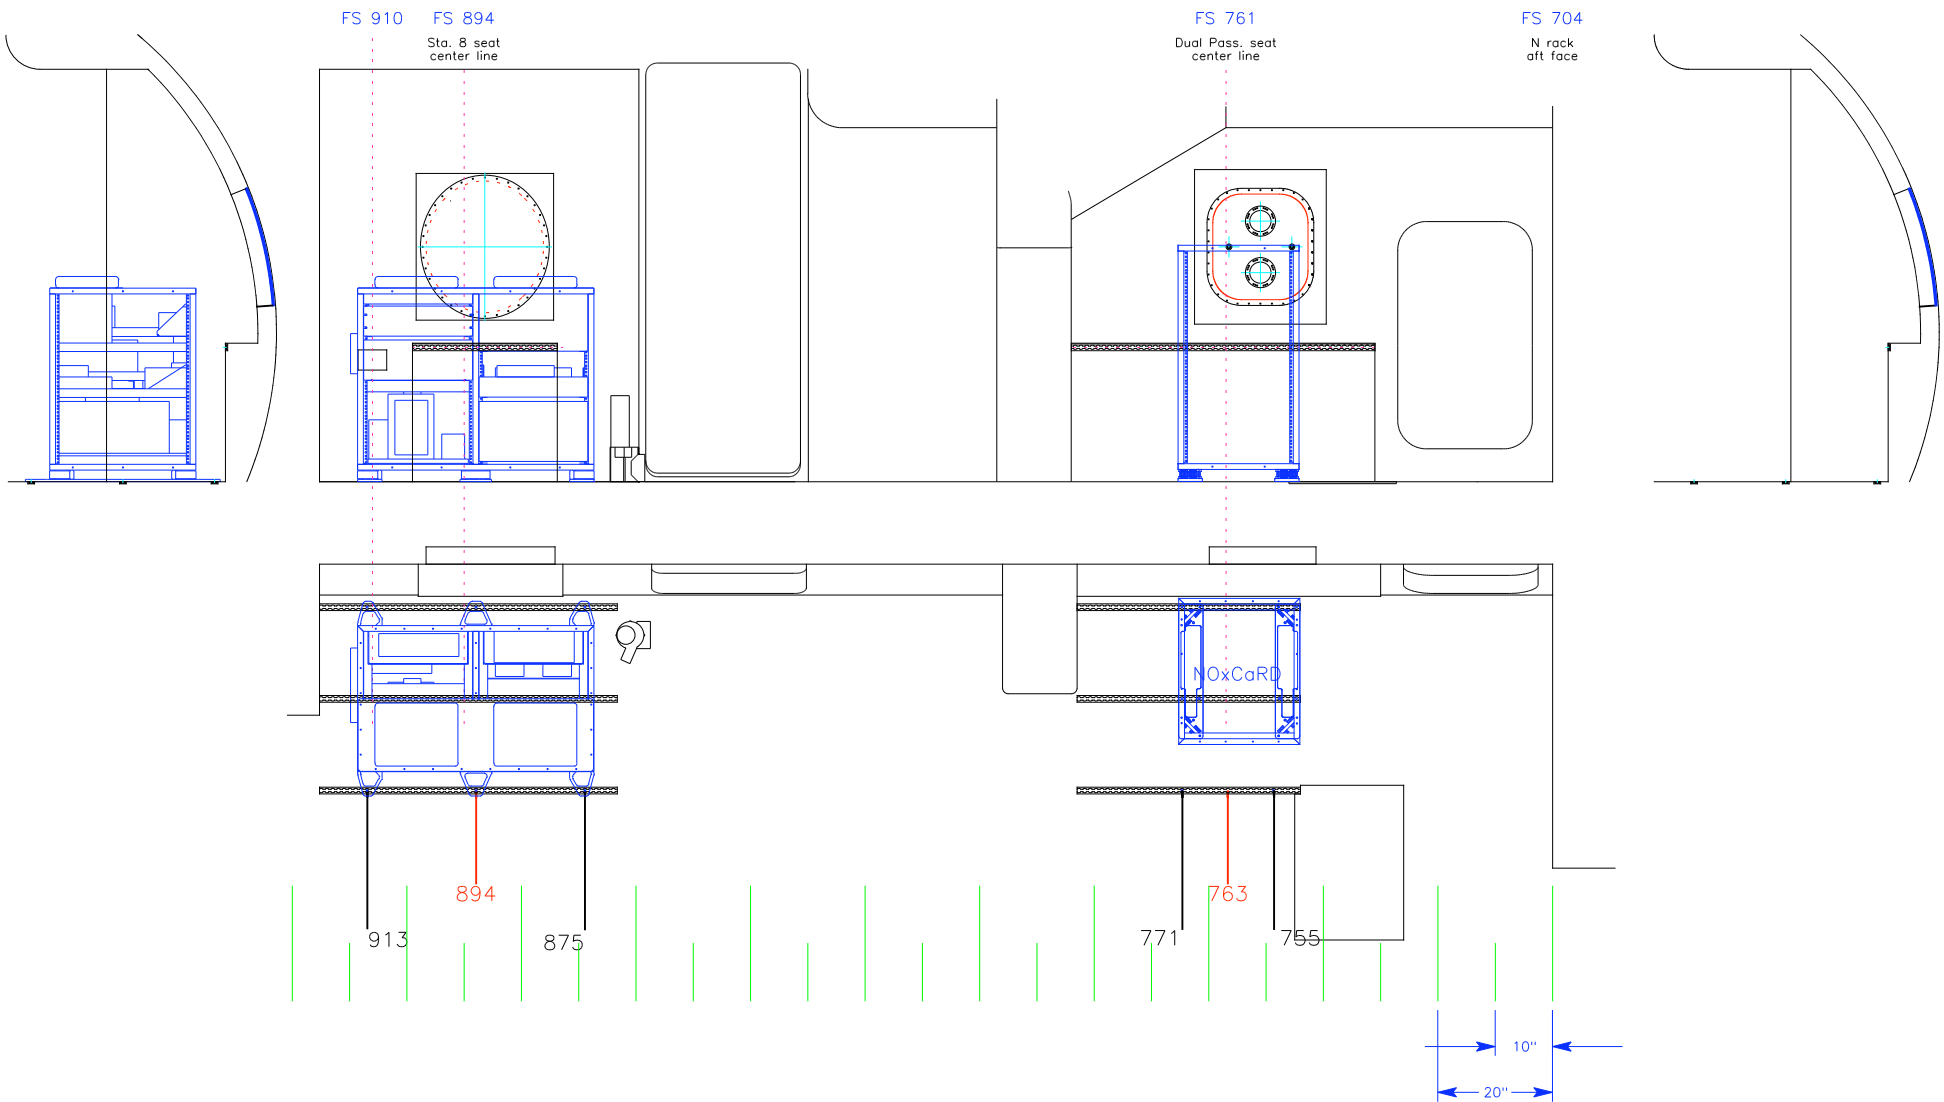 FS 910
FS 894
FS 761
FS 704
Sta. 8 seat
center line
Dual Pass. seat
center line
N rack
aft face
NOxCaRD
894
763
913
875
771
755
10"
20"